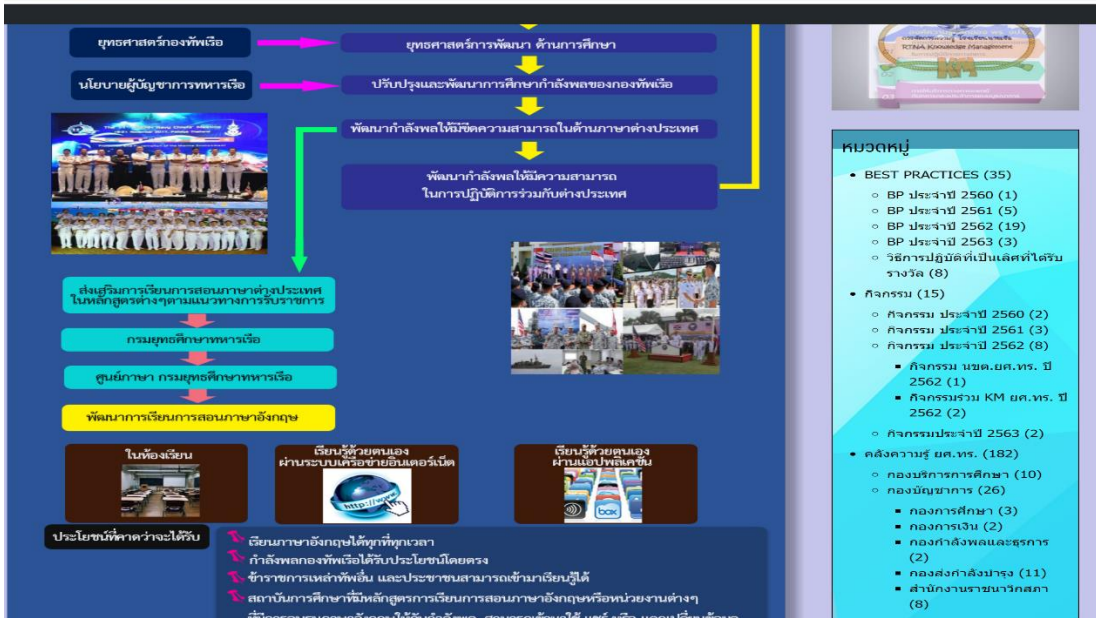 ยุทธศาสตร์กองทัพเรือ
ยุทธศาสตร์การพัฒนา ด้านการศึกษา
นโยบายผู้บัญชาการทหารเรือ
ปรับปรุงและพัฒนาการศึกษากำลังพลของกองทัพเรือ
พัฒนากำลังพลให้มีขีดความสามารถในด้านภาษาต่างประเทศ
พัฒนากำลังพลให้มีความสามารถ
ในการปฏิบัติการร่วมกับต่างประเทศ
ส่งเสริมการเรียนการสอนภาษาต่างประเทศ
ในหลักสูตรต่างๆตามแนวทางการรับราชการ
กรมยุทธศึกษาทหารเรือ
ศูนย์ภาษา กรมยุทธศึกษาทหารเรือ
พัฒนาการเรียนการสอนภาษาอังกฤษ
ในห้องเรียน
เรียนรู้ด้วยตนเอง
ผ่านระบบเครือข่ายอินเตอร์เน็ต
http://www
เรียนรู้ด้วยตนเอง
ผ่านแอปพลิเคชัน
box
ประโยชน์ที่คาดว่าจะได้รับ
เรียนภาษาอังกฤษได้ทุกที่ทุกเวลา
กำลังพลกองทัพเรือได้รับประโยชน์โดยตรง
ข้าราชการเหล่าทัพอื่น และประชาชนสามารถเข้ามาเรียนรู้ได้
สถาบันการศึกษาที่มีหลักสูตรการเรียนการสอนภาษาอังกฤษหรือหน่วยงานต่างๆ
RTNA Knowledge Management
หมวดหมู่
BEST PRACTICES (35)
BP ประจำปี 2560 (1)
BP ประจำปี 2561 (5)
BP ประจำปี 2562 (19)
BP ประจำปี 2563 (3)
วิธีการปฏิบัติที่เป็นเลิศที่ได้รับ
รางวัล (8)
กิจกรรม (15)
กิจกรรม ประจำปี 2560 (2)
กิจกรรม ประจำปี 2561 (3)
กิจกรรม ประจำปี 2562 (8)
กิจกรรม นขต.ยศ.ทร. ปี
2562 (1)
กิจกรรมร่วม KM ยศ.ทร. ปี
2562 (2)
กิจกรรมประจำปี 2563 (2)
คลังความรู้ ยศ.ทร. (182)
กองบริการการศึกษา (10)
กองบัญชาการ (26)
กองการศึกษา (3)
กองการเงิน (2)
กองกำลังพลและธุรการ
(2)
กองส่งกำลังบำรุง (11)
สำนักงานราชนาวิกสภา
(8)